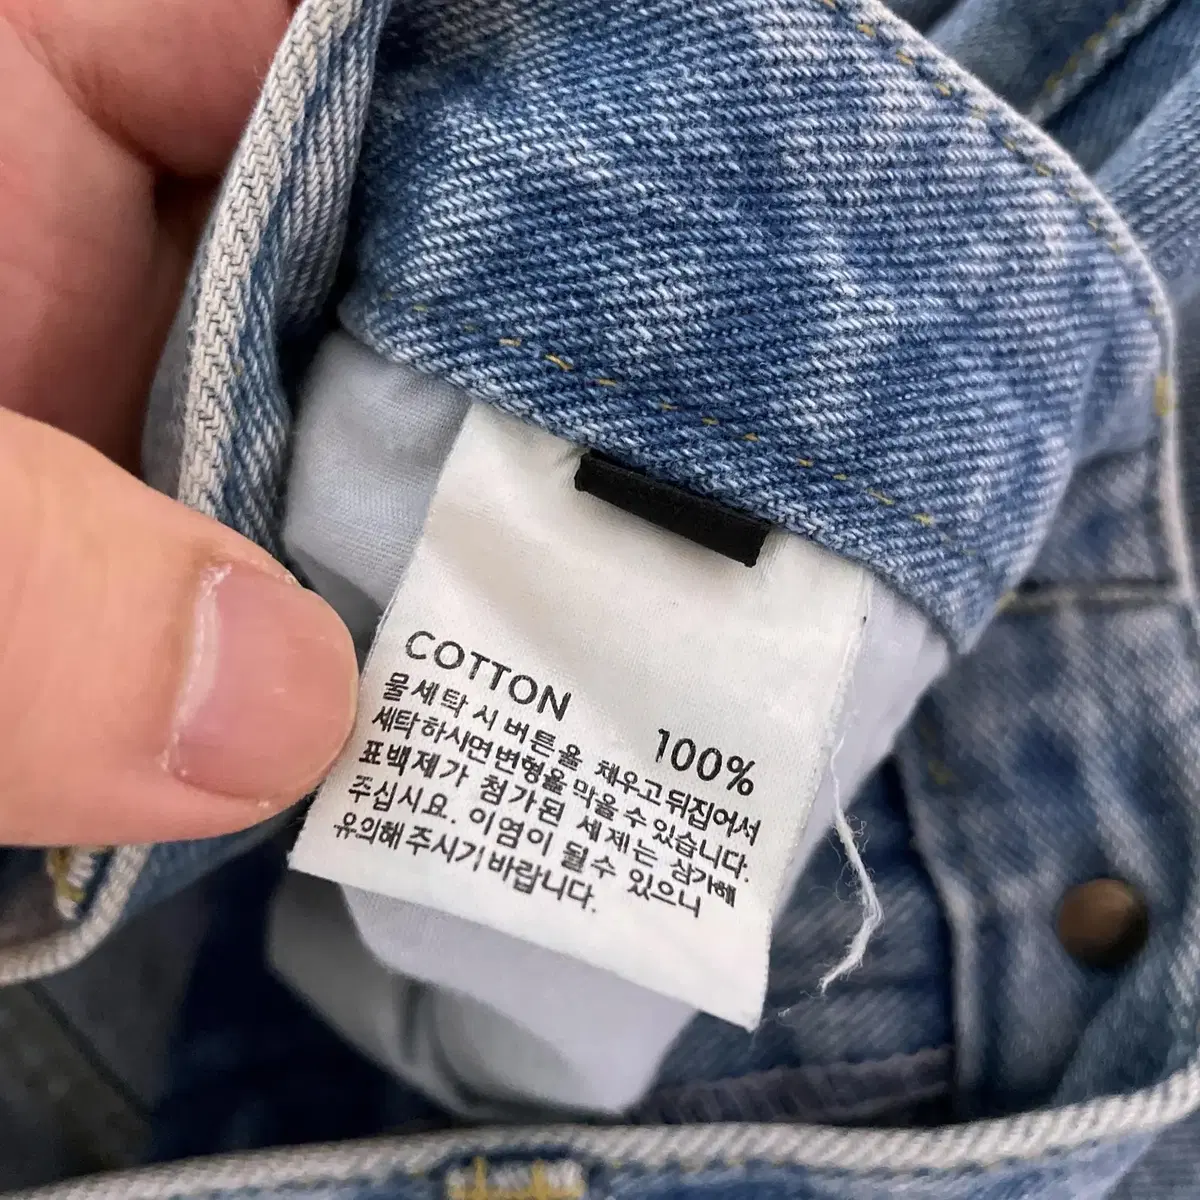 COTTON 100%
물세탁 시 버튼을 채우고 뒤집어서
세탁하시면 변형을 막을 수 있습니다.
표백제가 첨가된 세제는 삼가해
주십시요. 이염이 될수 있으니
유의해 주시기 바랍니다.